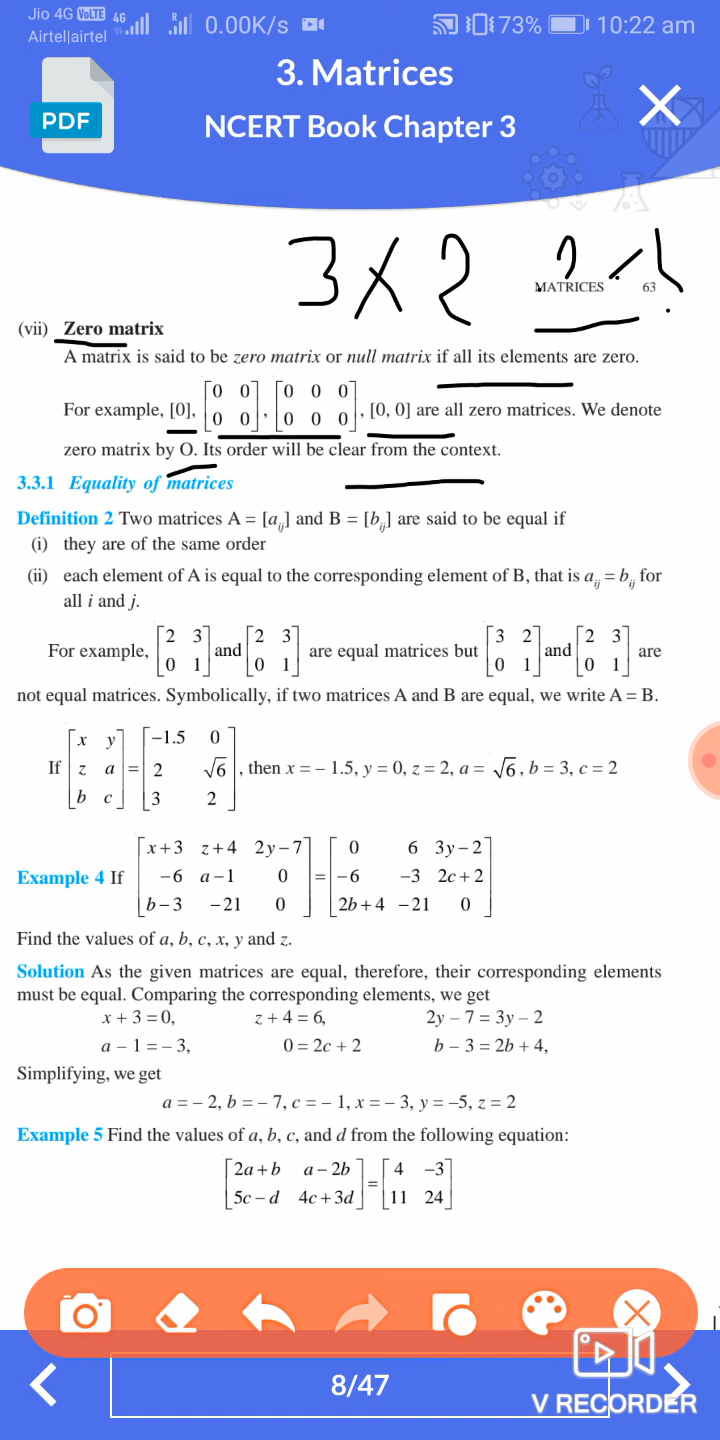 Jio 4G VoLTE 4G R 0.00K/s 73% 10:22 am
Airtel|airtel
3. Matrices
PDF
NCERT Book Chapter 3
3 × 2
MATRICES 63
(vii) Zero matrix
A matrix is said to be zero matrix or null matrix if all its elements are zero.
For example, [0], [0 0; 0 0], [0 0 0; 0 0 0], [0, 0] are all zero matrices. We denote
zero matrix by O. Its order will be clear from the context.
3.3.1 Equality of matrices
Definition 2 Two matrices A = [aᵢⱼ] and B = [bᵢⱼ] are said to be equal if
(i) they are of the same order
(ii) each element of A is equal to the corresponding element of B, that is aᵢⱼ = bᵢⱼ for
all i and j.
For example, [2 3; 0 1] and [2 3; 0 1] are equal matrices but [3 2; 0 1] and [2 3; 0 1] are
not equal matrices. Symbolically, if two matrices A and B are equal, we write A = B.
If [x y; z a; b c] = [−1.5 0; 2 √6; 3 2], then x = − 1.5, y = 0, z = 2, a = √6, b = 3, c = 2
Example 4 If [x+3 z+4 2y−7; −6 a−1 0; b−3 −21 0] = [0 6 3y−2; −6 −3 2c+2; 2b+4 −21 0]
Find the values of a, b, c, x, y and z.
Solution As the given matrices are equal, therefore, their corresponding elements
must be equal. Comparing the corresponding elements, we get
x + 3 = 0, z + 4 = 6, 2y – 7 = 3y – 2
a – 1 = – 3, 0 = 2c + 2 b – 3 = 2b + 4,
Simplifying, we get
a = – 2, b = – 7, c = – 1, x = – 3, y = –5, z = 2
Example 5 Find the values of a, b, c, and d from the following equation:
[2a+b a−2b; 5c−d 4c+3d] = [4 −3; 11 24]
8/47
V RECORDER